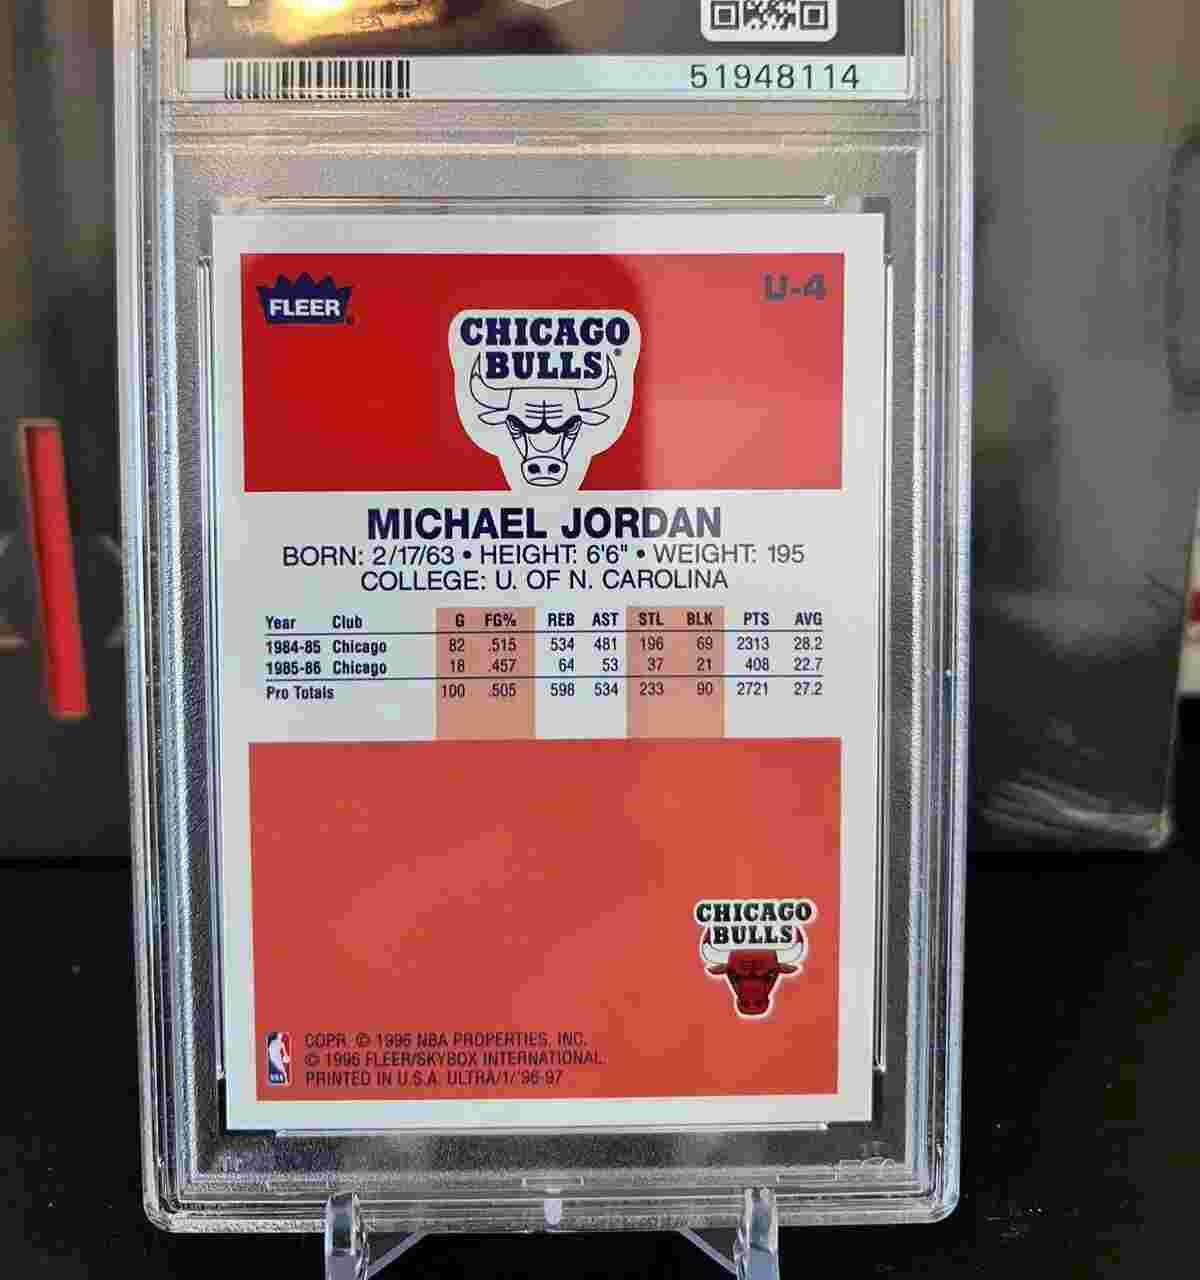 51948114
FLEER
U-4
CHICAGO
BULLS
MICHAEL JORDAN
BORN: 2/17/63 • HEIGHT: 6'6" • WEIGHT: 195
COLLEGE: U. OF N. CAROLINA
Year Club G FG% REB AST STL BLK PTS AVG
1984-85 Chicago 82 .515 534 481 196 69 2313 28.2
1985-86 Chicago 18 .457 64 53 37 21 408 22.7
Pro Totals 100 .505 598 534 233 90 2721 27.2
CHICAGO
BULLS
COPR. © 1996 NBA PROPERTIES, INC.
© 1996 FLEER/SKYBOX INTERNATIONAL.
PRINTED IN U.S.A. ULTRA/1/'96-97